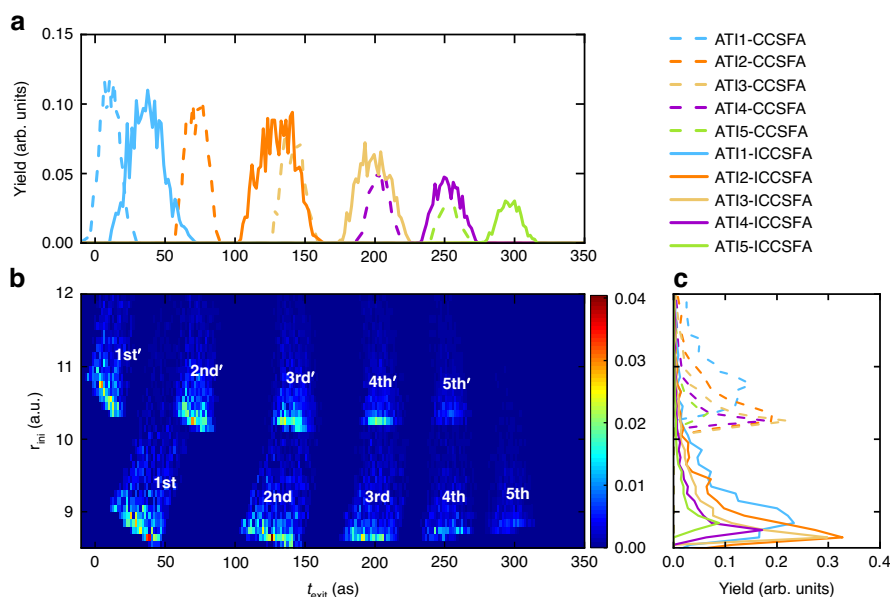 a
0.15
0.10
0.05
0.00
Yield (arb. units)
0 50 100 150 200 250 300 350
ATI1-CCSFA
ATI2-CCSFA
ATI3-CCSFA
ATI4-CCSFA
ATI5-CCSFA
ATI1-ICCSFA
ATI2-ICCSFA
ATI3-ICCSFA
ATI4-ICCSFA
ATI5-ICCSFA
b
12
11
10
9
r_ini (a.u.)
1st′
2nd′
3rd′
4th′
5th′
1st
2nd
3rd
4th
5th
0 50 100 150 200 250 300 350
t_exit (as)
0.04
0.03
0.02
0.01
0.00
c
0.0 0.1 0.2 0.3 0.4
Yield (arb. units)